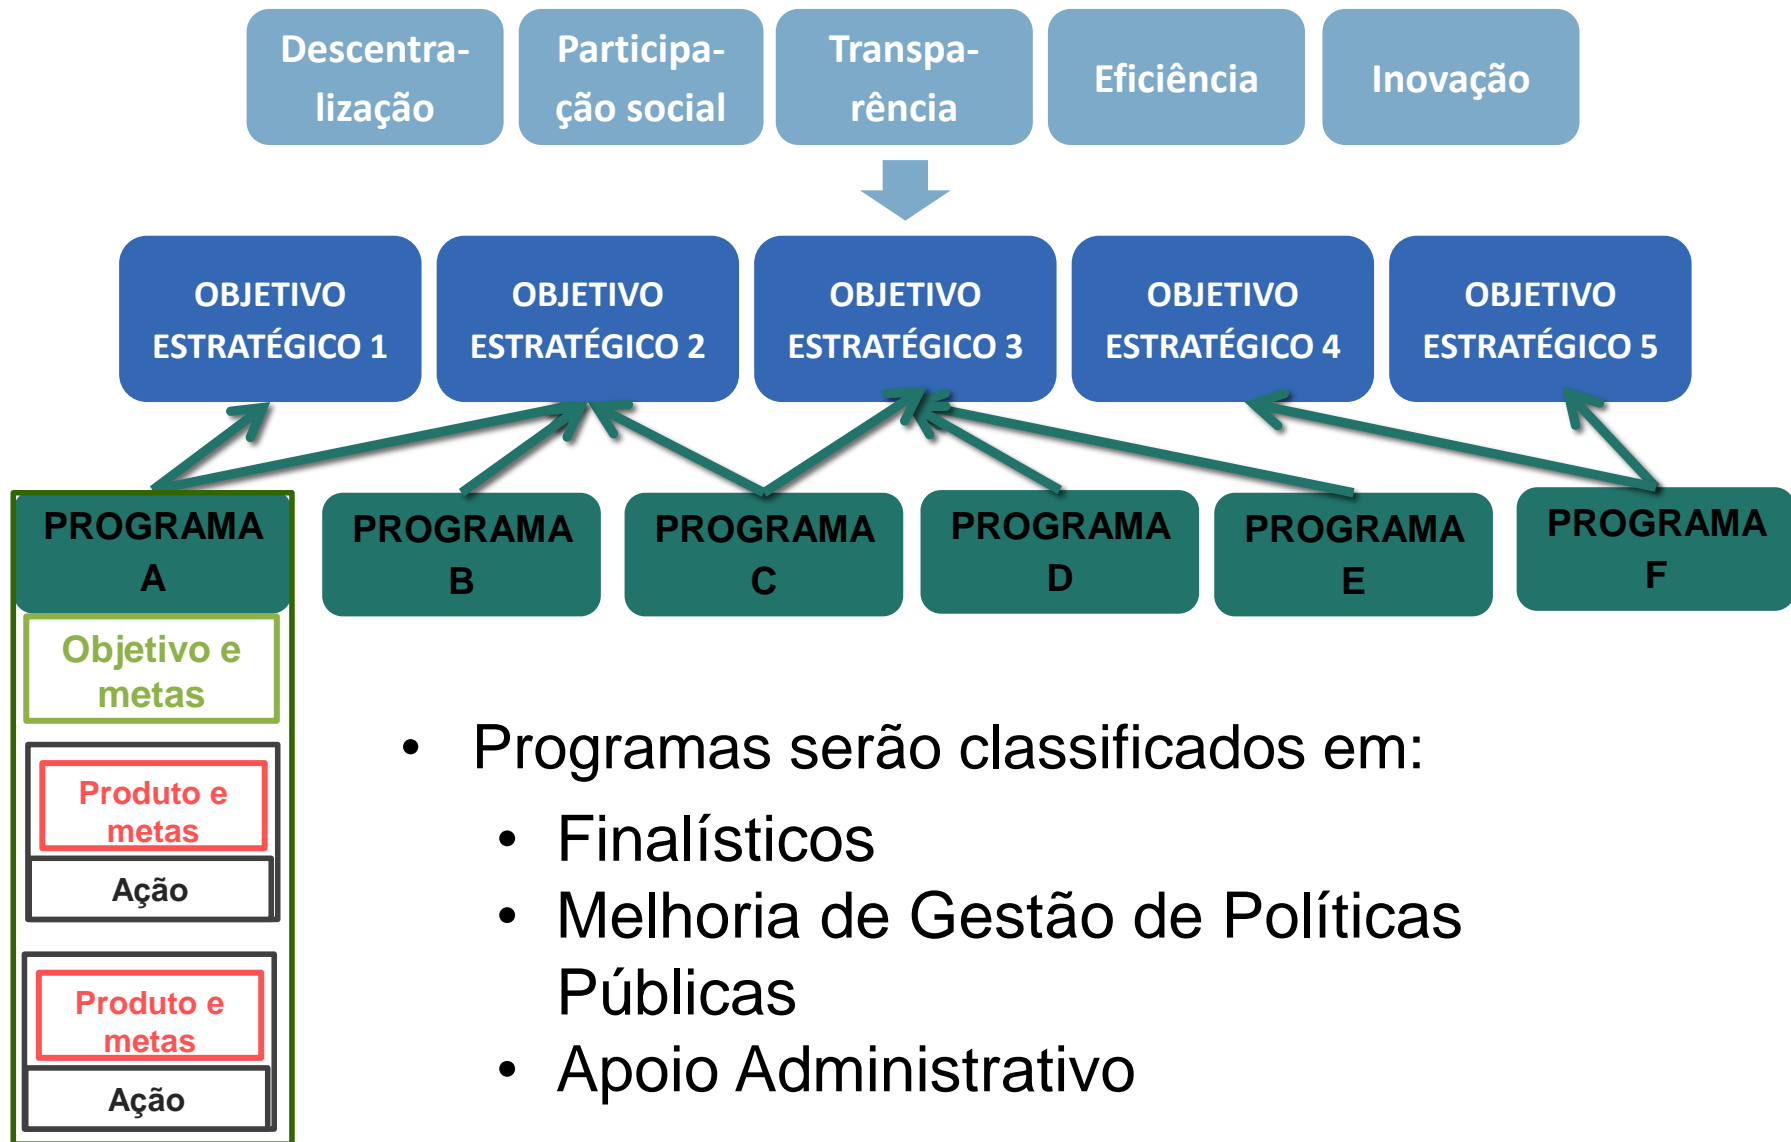 Descentra-
lização
Participa-
ção social
Transpa-
rência
Eficiência
Inovação
OBJETIVO
ESTRATÉGICO 1
OBJETIVO
ESTRATÉGICO 2
OBJETIVO
ESTRATÉGICO 3
OBJETIVO
ESTRATÉGICO 4
OBJETIVO
ESTRATÉGICO 5
PROGRAMA
A
PROGRAMA
B
PROGRAMA
C
PROGRAMA
D
PROGRAMA
E
PROGRAMA
F
Objetivo e
metas
Produto e
metas
Ação
Produto e
metas
Ação
• Programas serão classificados em:
• Finalísticos
• Melhoria de Gestão de Políticas
Públicas
• Apoio Administrativo